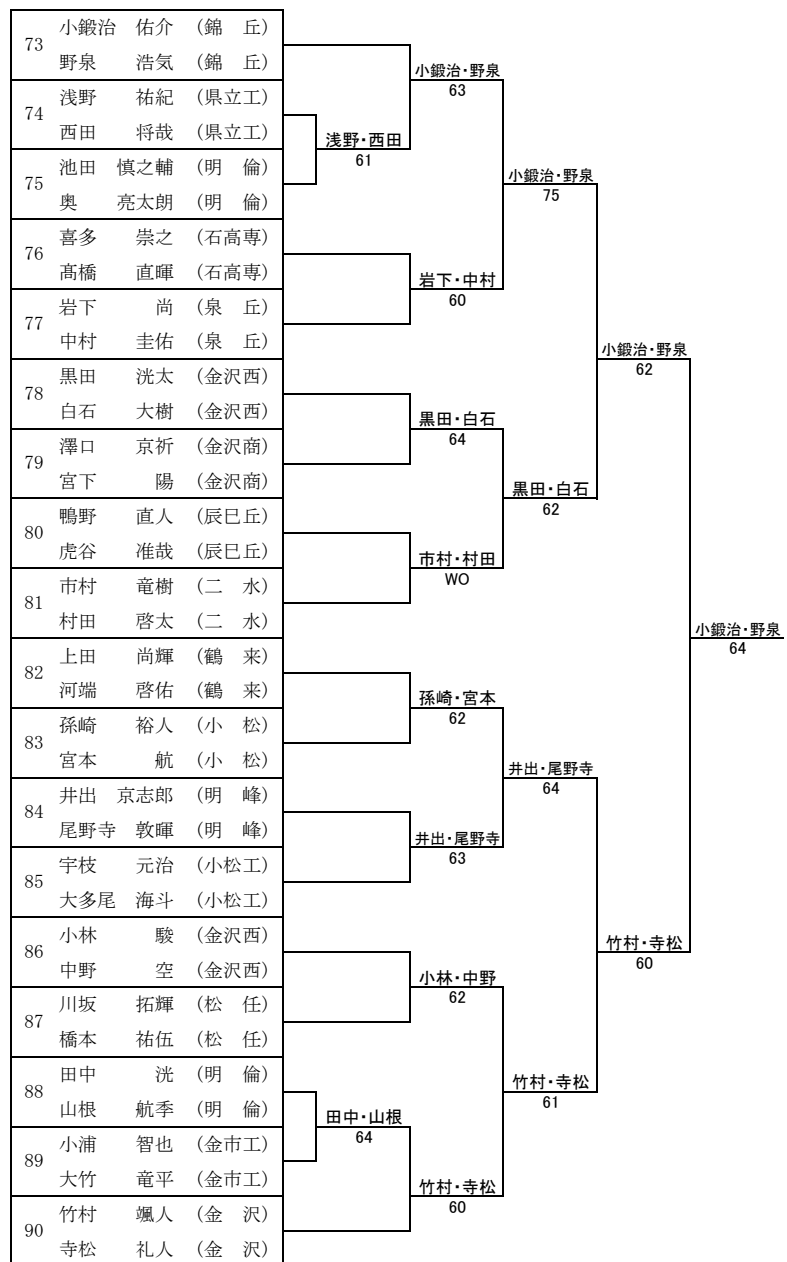 73
小鍛治 佑介 (錦 丘)
野泉 浩気 (錦 丘)
74
浅野 祐紀 (県立工)
西田 将哉 (県立工)
75
池田 慎之輔 (明 倫)
奥 亮太朗 (明 倫)
76
喜多 崇之 (石高専)
髙橋 直暉 (石高専)
77
岩下 尚 (泉 丘)
中村 圭佑 (泉 丘)
78
黒田 洸太 (金沢西)
白石 大樹 (金沢西)
79
澤口 京祈 (金沢商)
宮下 陽 (金沢商)
80
鴨野 直人 (辰巳丘)
虎谷 准哉 (辰巳丘)
81
市村 竜樹 (二 水)
村田 啓太 (二 水)
82
上田 尚輝 (鶴 来)
河端 啓佑 (鶴 来)
83
孫崎 裕人 (小 松)
宮本 航 (小 松)
84
井出 京志郎 (明 峰)
尾野寺 敦暉 (明 峰)
85
宇枝 元治 (小松工)
大多尾 海斗 (小松工)
86
小林 駿 (金沢西)
中野 空 (金沢西)
87
川坂 拓輝 (松 任)
橋本 祐伍 (松 任)
88
田中 洸 (明 倫)
山根 航季 (明 倫)
89
小浦 智也 (金市工)
大竹 竜平 (金市工)
90
竹村 颯人 (金 沢)
寺松 礼人 (金 沢)
浅野・西田
61
田中・山根
64
小鍛治・野泉
63
岩下・中村
60
黒田・白石
64
市村・村田
WO
孫崎・宮本
62
井出・尾野寺
63
小林・中野
62
竹村・寺松
60
小鍛治・野泉
75
黒田・白石
62
井出・尾野寺
64
竹村・寺松
61
小鍛治・野泉
62
竹村・寺松
60
小鍛治・野泉
64